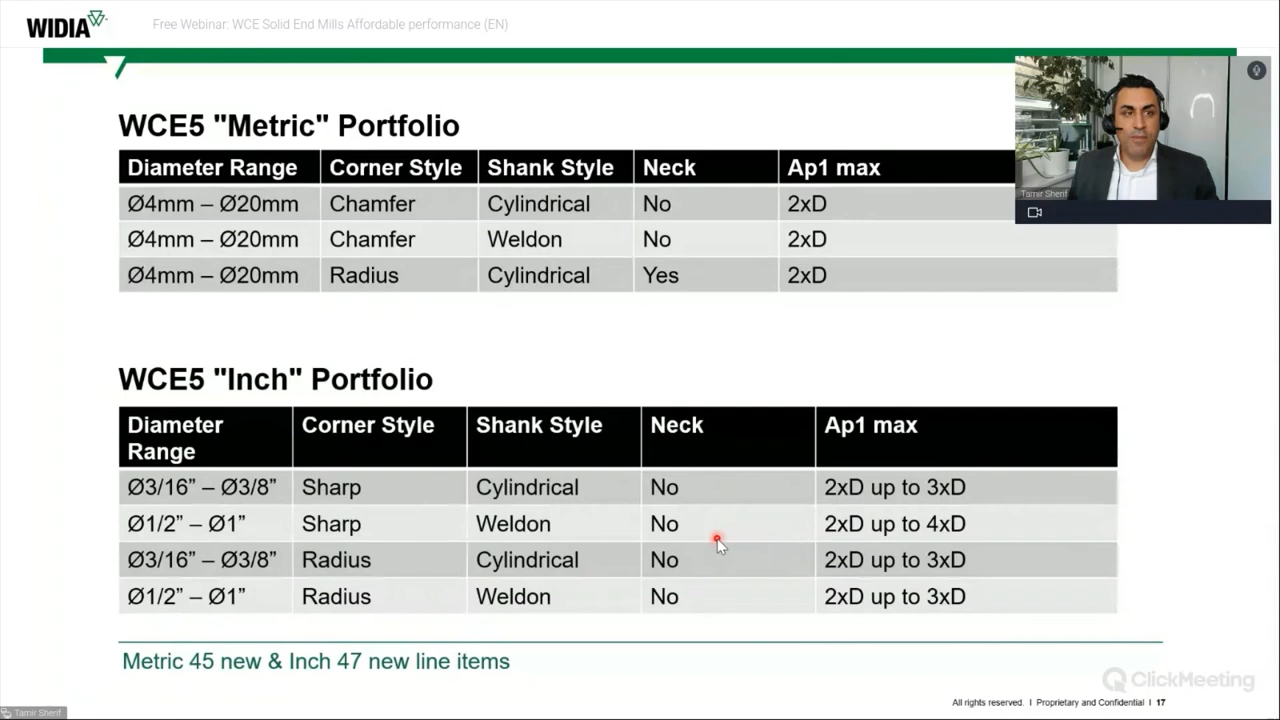 WIDIA
Free Webinar: WCE Solid End Mills Affordable performance (EN)
Tamir Sherif
WCE5 "Metric" Portfolio
Diameter Range Corner Style Shank Style Neck Ap1 max
Ø4mm – Ø20mm Chamfer Cylindrical No 2xD
Ø4mm – Ø20mm Chamfer Weldon No 2xD
Ø4mm – Ø20mm Radius Cylindrical Yes 2xD
WCE5 "Inch" Portfolio
Diameter Range Corner Style Shank Style Neck Ap1 max
Ø3/16” – Ø3/8” Sharp Cylindrical No 2xD up to 3xD
Ø1/2” – Ø1” Sharp Weldon No 2xD up to 4xD
Ø3/16” – Ø3/8” Radius Cylindrical No 2xD up to 3xD
Ø1/2” – Ø1” Radius Weldon No 2xD up to 3xD
Metric 45 new & Inch 47 new line items
ClickMeeting
All rights reserved. I Proprietary and Confidential I 17
Tamir Sherif